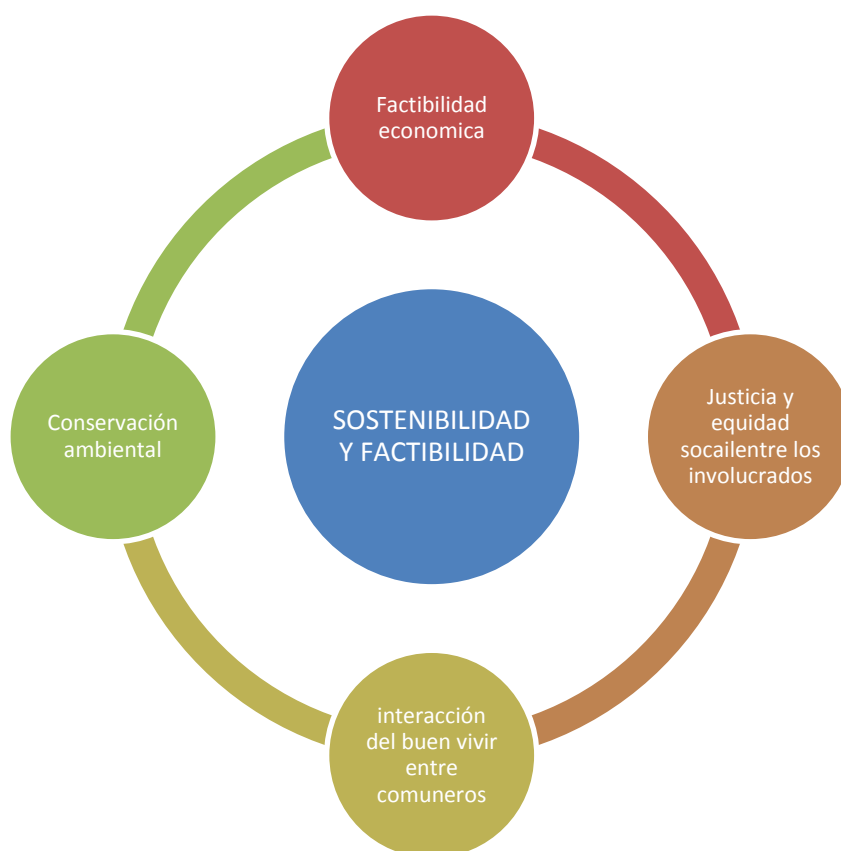 Factibilidad
economica
Justicia y
equidad
socailentre los
involucrados
SOSTENIBILIDAD
Y FACTIBILIDAD
Conservación
ambiental
interacción
del buen vivir
entre
comuneros